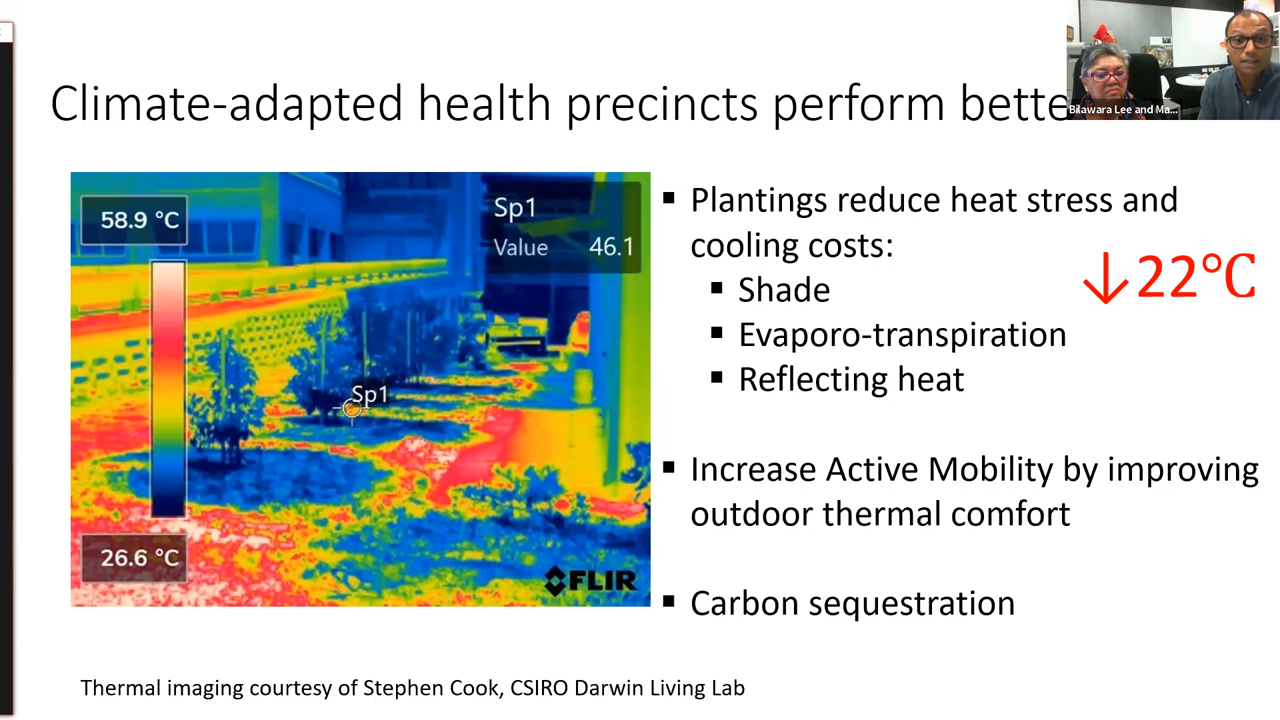 Climate-adapted health precincts perform bette
Bilawara Lee and Ma...
58.9 °C
Sp1
Value 46.1
Sp1
26.6 °C
FLIR
▪ Plantings reduce heat stress and
cooling costs:
▪ Shade
▪ Evaporo-transpiration
▪ Reflecting heat
↓22°C
▪ Increase Active Mobility by improving
outdoor thermal comfort
▪ Carbon sequestration
Thermal imaging courtesy of Stephen Cook, CSIRO Darwin Living Lab